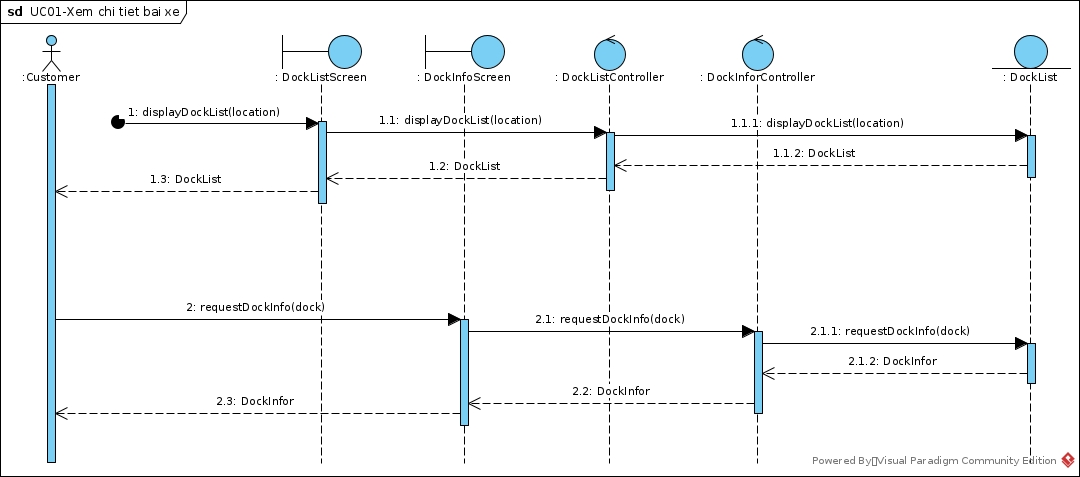 sd UC01-Xem chi tiet bai xe
:Customer
: DockListScreen
: DockInfoScreen
: DockListController
: DockInforController
: DockList
1: displayDockList(location)
1.1: displayDockList(location)
1.1.1: displayDockList(location)
1.1.2: DockList
1.2: DockList
1.3: DockList
2: requestDockInfo(dock)
2.1: requestDockInfo(dock)
2.1.1: requestDockInfo(dock)
2.1.2: DockInfor
2.2: DockInfor
2.3: DockInfor
Powered By▯Visual Paradigm Community Edition